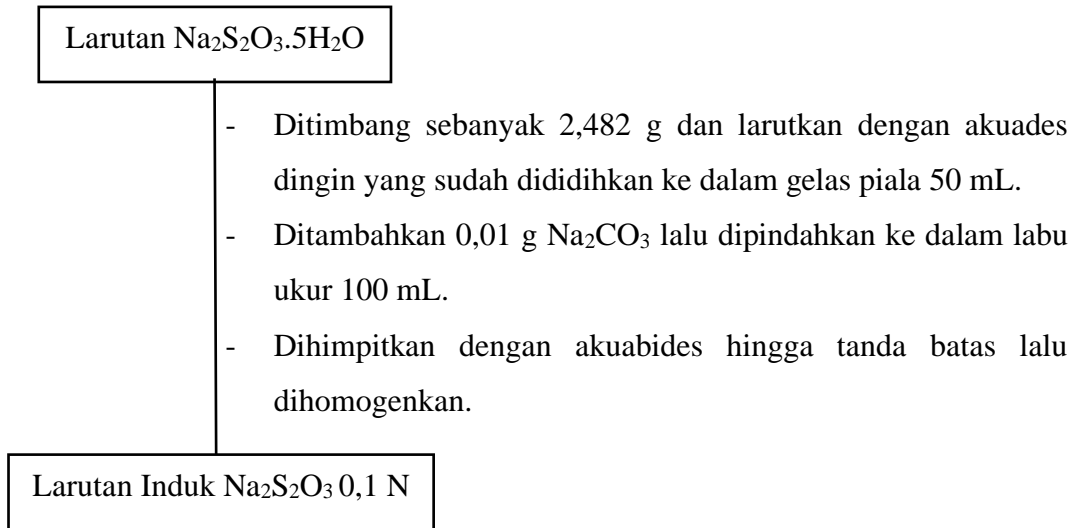 Larutan Na₂S₂O₃.5H₂O
- Ditimbang sebanyak 2,482 g dan larutkan dengan akuades
dingin yang sudah dididihkan ke dalam gelas piala 50 mL.
- Ditambahkan 0,01 g Na₂CO₃ lalu dipindahkan ke dalam labu
ukur 100 mL.
- Dihimpitkan dengan akuabides hingga tanda batas lalu
dihomogenkan.
Larutan Induk Na₂S₂O₃ 0,1 N